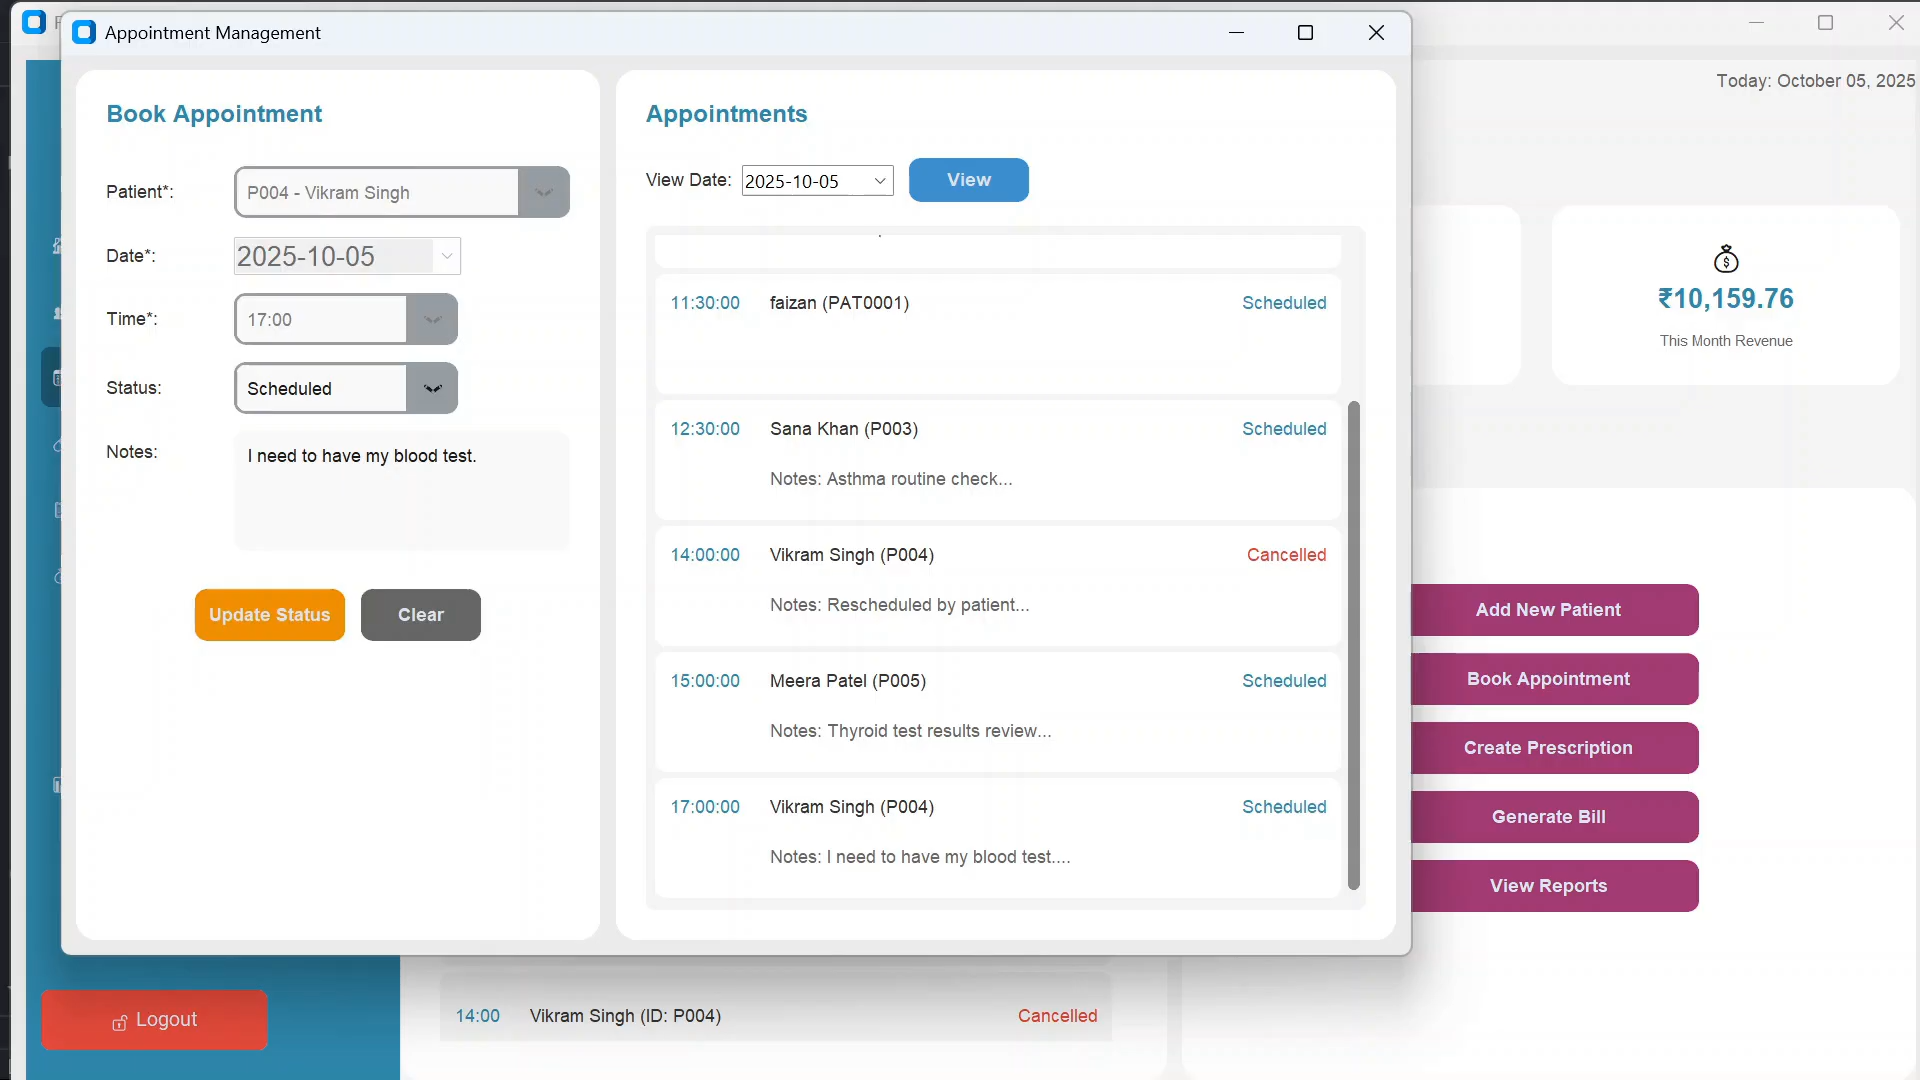 Appointment Management
Today: October 05, 2025
Book Appointment
Patient*:
P004 - Vikram Singh
Date*:
2025-10-05
Time*:
17:00
Status:
Scheduled
Notes:
I need to have my blood test.
Update Status
Clear
Appointments
View Date:
2025-10-05
View
11:30:00 faizan (PAT0001) Scheduled
12:30:00 Sana Khan (P003) Scheduled
Notes: Asthma routine check...
14:00:00 Vikram Singh (P004) Cancelled
Notes: Rescheduled by patient...
15:00:00 Meera Patel (P005) Scheduled
Notes: Thyroid test results review...
17:00:00 Vikram Singh (P004) Scheduled
Notes: I need to have my blood test....
₹10,159.76
This Month Revenue
Add New Patient
Book Appointment
Create Prescription
Generate Bill
View Reports
Logout
14:00 Vikram Singh (ID: P004) Cancelled